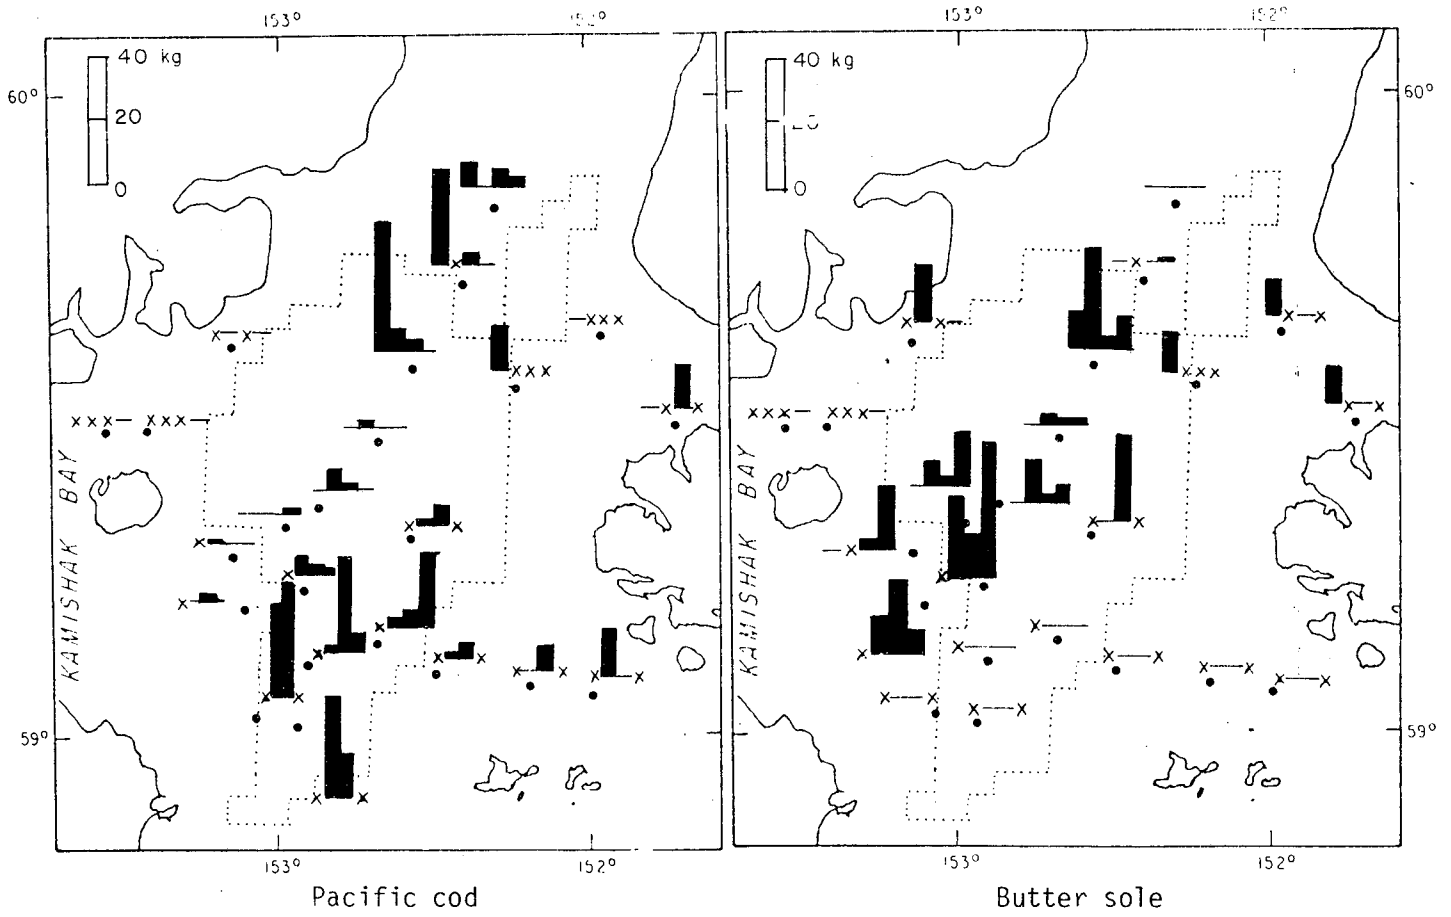 153° 152° 153° 152°
40 kg 40 kg
60° 60°
20
0 0
KAMISHAK BAY KAMISHAK BAY
59° 59°
153° 152° 153° 152°
Pacific cod Butter sole